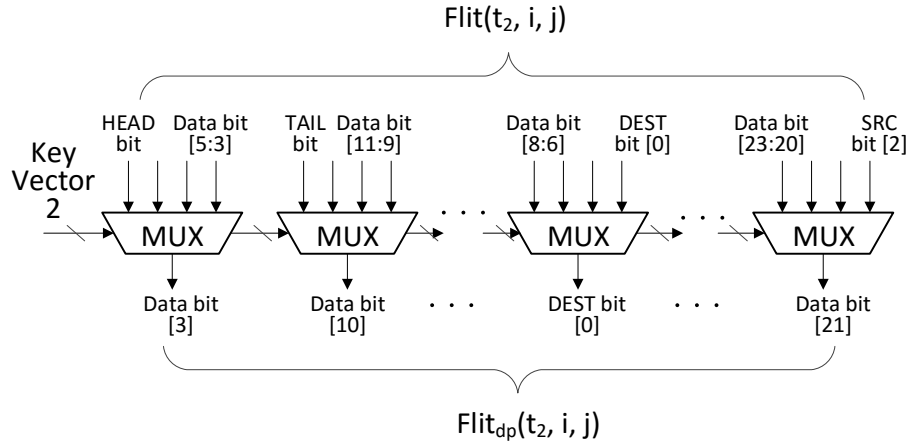 Flit(t₂, i, j)
HEAD bit
Data bit [5:3]
TAIL bit
Data bit [11:9]
Data bit [8:6]
DEST bit [0]
Data bit [23:20]
SRC bit [2]
Key Vector 2
MUX
MUX
. . .
MUX
. . .
MUX
Data bit [3]
Data bit [10]
. . .
DEST bit [0]
. . .
Data bit [21]
Flit_dp(t₂, i, j)